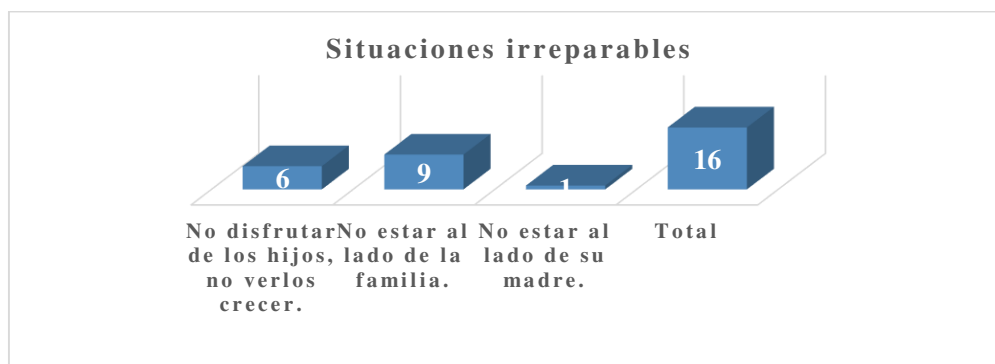 Situaciones irreparables
6
9
1
16
No disfrutar
de los hijos,
no verlos
crecer.
No estar al
lado de la
familia.
No estar al
lado de su
madre.
Total